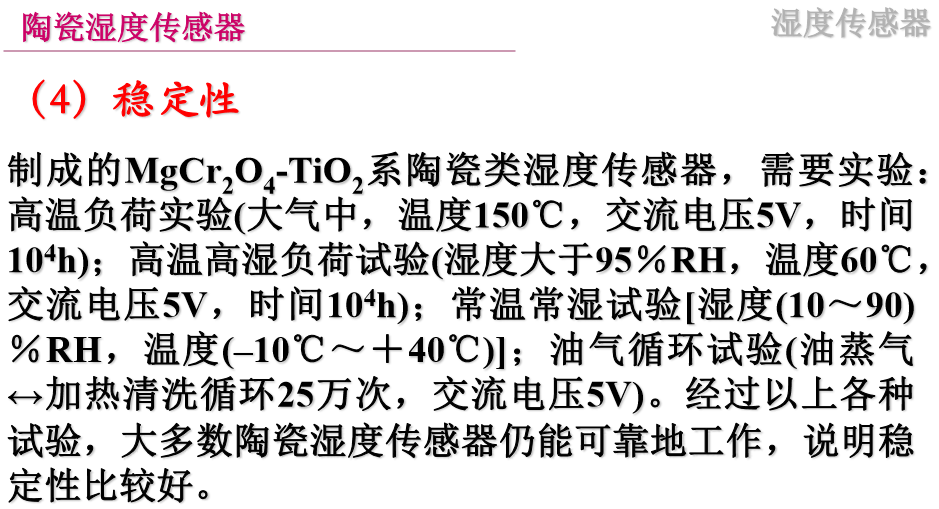 陶瓷湿度传感器
湿度传感器
（4）稳定性
制成的MgCr₂O₄-TiO₂系陶瓷类湿度传感器，需要实验：
高温负荷实验(大气中，温度150℃，交流电压5V，时间
10⁴h)；高温高湿负荷试验(湿度大于95％RH，温度60℃，
交流电压5V，时间10⁴h)；常温常湿试验[湿度(10～90)
％RH，温度(–10℃～＋40℃)]；油气循环试验(油蒸气
↔加热清洗循环25万次，交流电压5V)。经过以上各种
试验，大多数陶瓷湿度传感器仍能可靠地工作，说明稳
定性比较好。